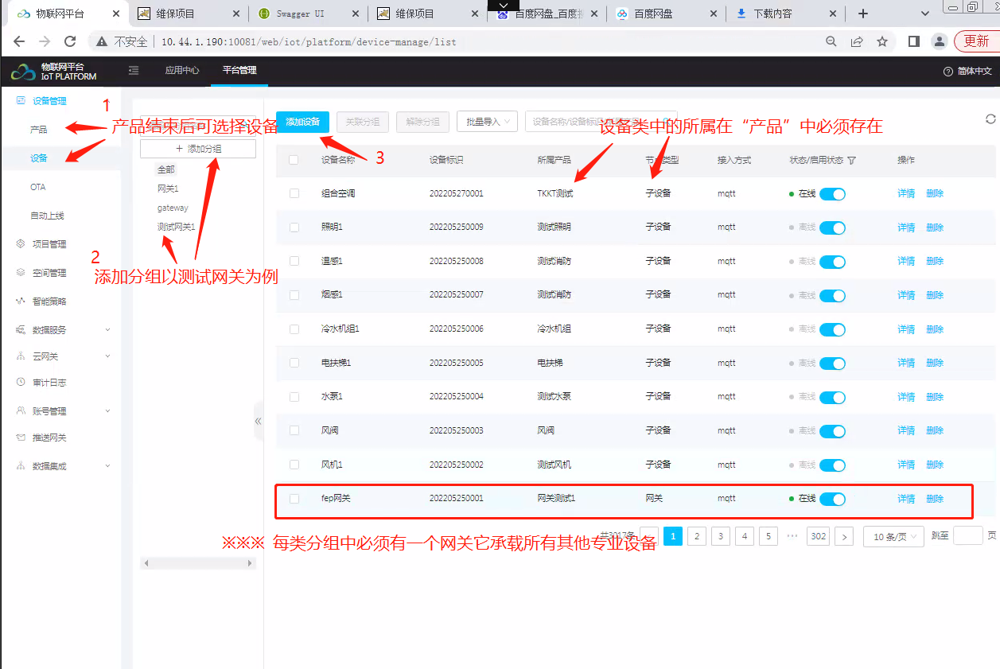 物联网平台
维保项目
Swagger UI
维保项目
百度网盘_百度
百度网盘
下载内容
不安全
10.44.1.190:10081/web/iot/platform/device-manage/list
更新
物联网平台
IoT PLATFORM
应用中心
平台管理
简体中文
设备管理
产品
设备
OTA
自动上线
项目管理
空间管理
智能策略
数据服务
云网关
审计日志
账号管理
推送网关
数据集成
1
产品结束后可选择设备
+ 添加分组
全部
网关1
gateway
测试网关1
2
添加分组以测试网关为例
添加设备
关联分组
解除分组
批量导入
设备名称/设备标识
设备类中的所属在“产品”中必须存在
3
设备名称 设备标识 所属产品 节点类型 接入方式 状态/启用状态 操作
组合空调 202205270001 TKKT测试 子设备 mqtt 在线 详情 删除
照明1 202205250009 测试照明 子设备 mqtt 离线 详情 删除
温感1 202205250008 测试消防 子设备 mqtt 离线 详情 删除
烟感1 202205250007 测试消防 子设备 mqtt 离线 详情 删除
冷水机组1 202205250006 冷水机组 子设备 mqtt 离线 详情 删除
电扶梯1 202205250005 电扶梯 子设备 mqtt 离线 详情 删除
水泵1 202205250004 测试水泵 子设备 mqtt 离线 详情 删除
风阀 202205250003 风阀 子设备 mqtt 离线 详情 删除
风机1 202205250002 测试风机 子设备 mqtt 离线 详情 删除
fep网关 202205250001 网关测试1 网关 mqtt 在线 详情 删除
共3017条 1 2 3 4 5 ••• 302 > 10 条/页 跳至 页
※※※ 每类分组中必须有一个网关它承载所有其他专业设备